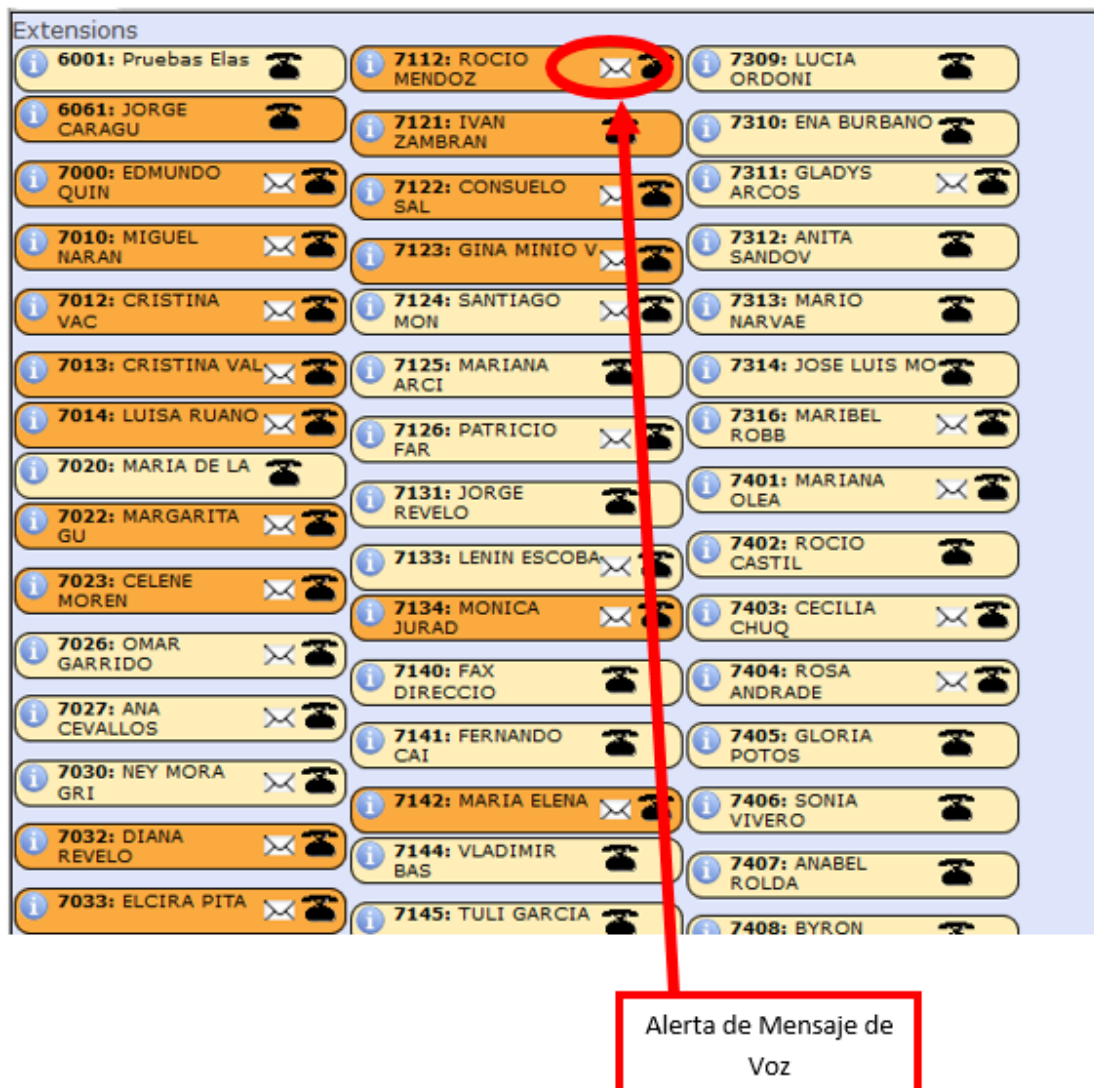 Extensions
6001: Pruebas Elas
6061: JORGE
CARAGU
7000: EDMUNDO
QUIN
7010: MIGUEL
NARAN
7012: CRISTINA
VAC
7013: CRISTINA VAL
7014: LUISA RUANO
7020: MARIA DE LA
7022: MARGARITA
GU
7023: CELENE
MOREN
7026: OMAR
GARRIDO
7027: ANA
CEVALLOS
7030: NEY MORA
GRI
7032: DIANA
REVELO
7033: ELCIRA PITA
7112: ROCIO
MENDOZ
7121: IVAN
ZAMBRAN
7122: CONSUELO
SAL
7123: GINA MINIO V
7124: SANTIAGO
MON
7125: MARIANA
ARCI
7126: PATRICIO
FAR
7131: JORGE
REVELO
7133: LENIN ESCOBA
7134: MONICA
JURAD
7140: FAX
DIRECCIO
7141: FERNANDO
CAI
7142: MARIA ELENA
7144: VLADIMIR
BAS
7145: TULI GARCIA
7309: LUCIA
ORDONI
7310: ENA BURBANO
7311: GLADYS
ARCOS
7312: ANITA
SANDOV
7313: MARIO
NARVAE
7314: JOSE LUIS MO
7316: MARIBEL
ROBB
7401: MARIANA
OLEA
7402: ROCIO
CASTIL
7403: CECILIA
CHUQ
7404: ROSA
ANDRADE
7405: GLORIA
POTOS
7406: SONIA
VIVERO
7407: ANABEL
ROLDA
7408: BYRON
Alerta de Mensaje de
Voz